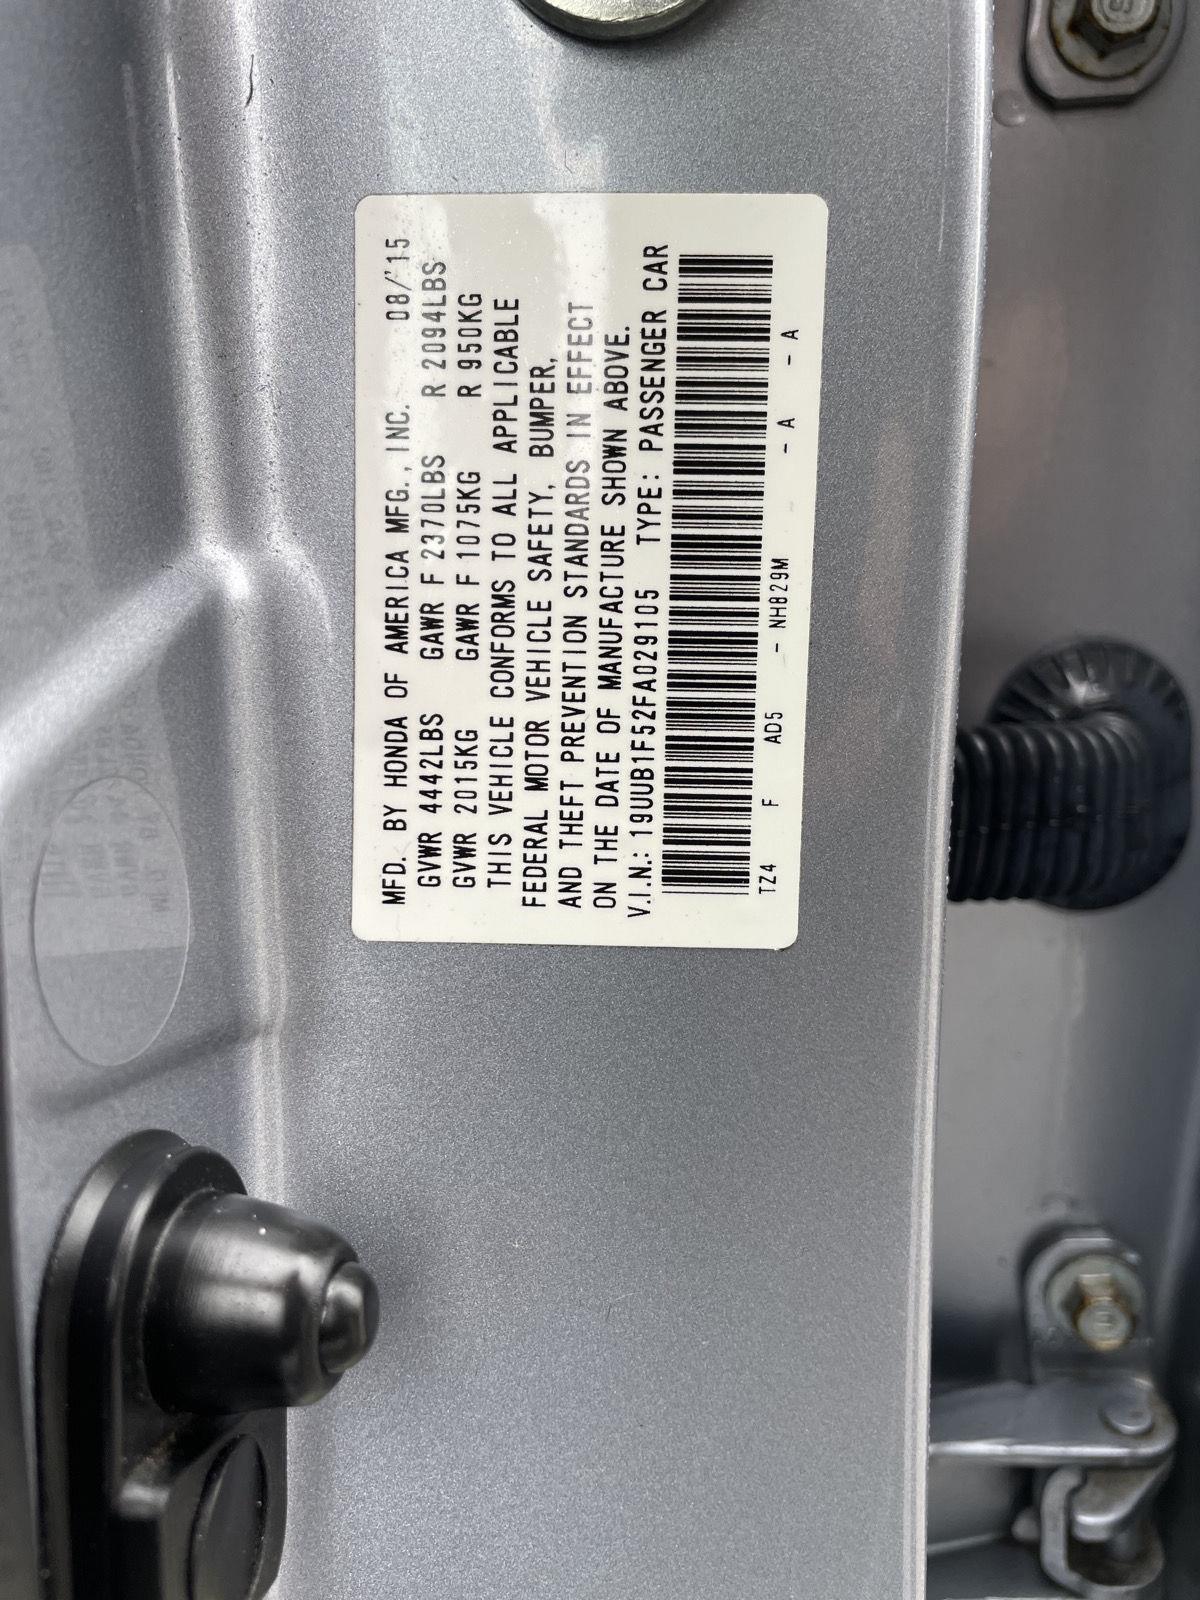 MFD. BY HONDA OF AMERICA MFG., INC. 08/'15
GVWR 4442LBS GAWR F 2370LBS R 2094LBS
GVWR 2015KG GAWR F 1075KG R 950KG
THIS VEHICLE CONFORMS TO ALL APPLICABLE
FEDERAL MOTOR VEHICLE SAFETY, BUMPER,
AND THEFT PREVENTION STANDARDS IN EFFECT
ON THE DATE OF MANUFACTURE SHOWN ABOVE.
V.I.N.: 19UUB1F52FA029105 TYPE: PASSENGER CAR
TZ4 F AD5 - NH829M - A - A